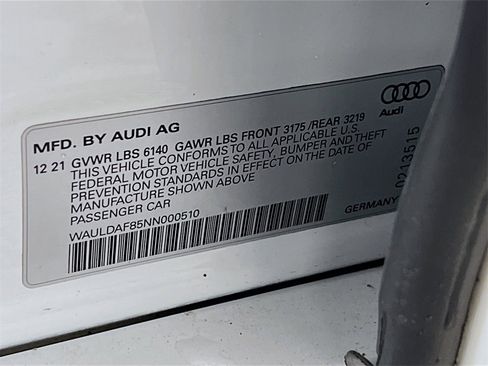 MFD. BY AUDI AG
Audi
12 21 GVWR LBS 6140 GAWR LBS FRONT 3175 /REAR 3219
THIS VEHICLE CONFORMS TO ALL APPLICABLE U.S.
FEDERAL MOTOR VEHICLE SAFETY, BUMPER AND THEFT
PREVENTION STANDARDS IN EFFECT ON THE DATE OF
MANUFACTURE SHOWN ABOVE
PASSENGER CAR
WAULDAF85NN000510
GERMANY
0213515